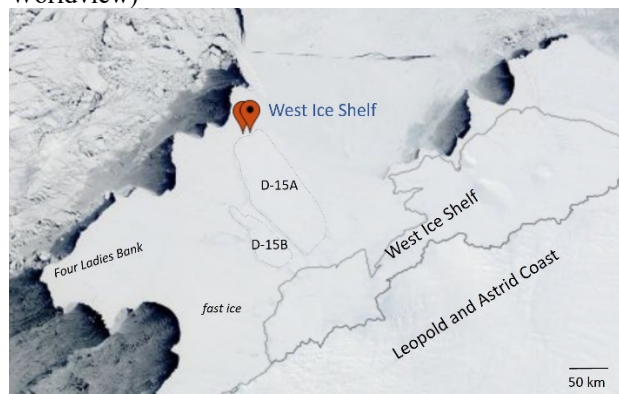 Worldview)
West Ice Shelf
D-15A
D-15B
West Ice Shelf
Four Ladies Bank
fast ice
Leopold and Astrid Coast
50 km